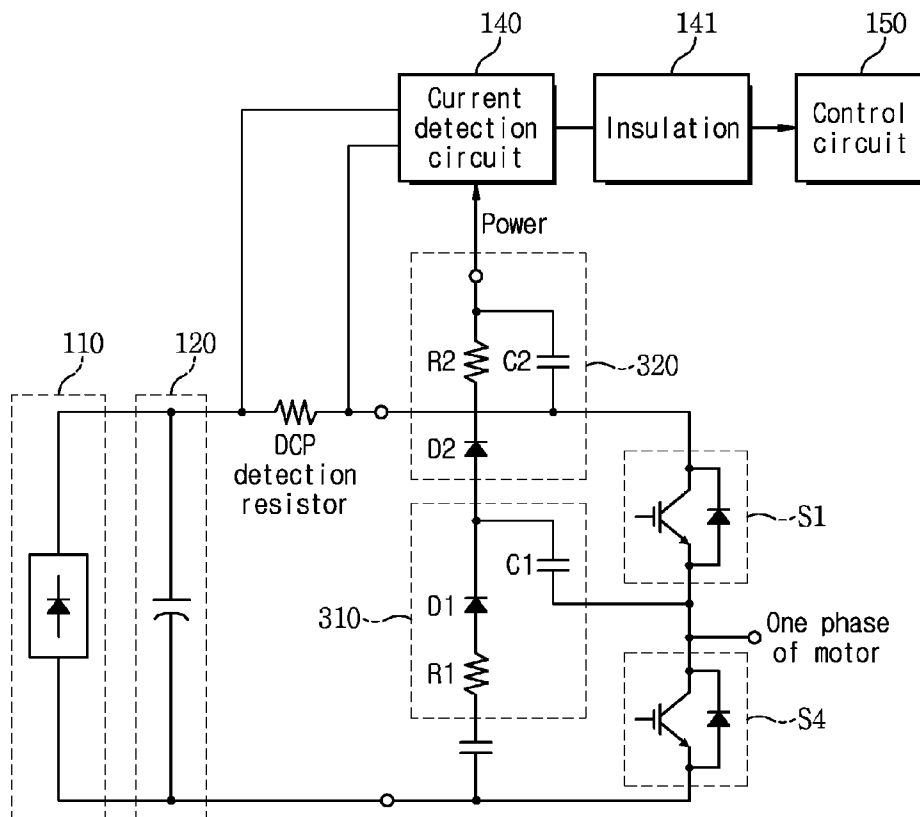 140
141
150
Current
detection
circuit
Insulation
Control
circuit
Power
110
120
R2
C2
320
DCP
detection
resistor
D2
S1
C1
D1
310
One phase
of motor
R1
S4